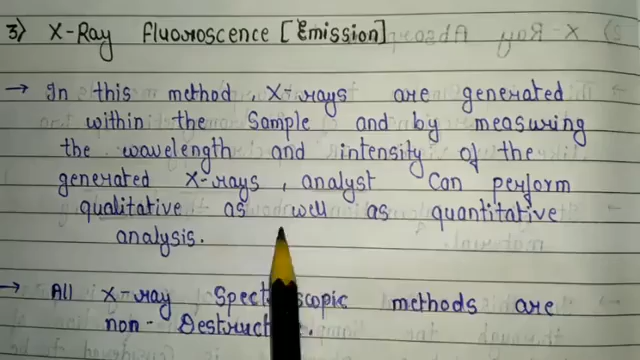 3) X-Ray Fluoroscence [Emission]
→ In this method, X-rays are generated
within the Sample and by measuring
the wavelength and intensity of the
generated X-rays, analyst Can perform
qualitative as well as quantitative
analysis.
→ All X-ray methods are
non-